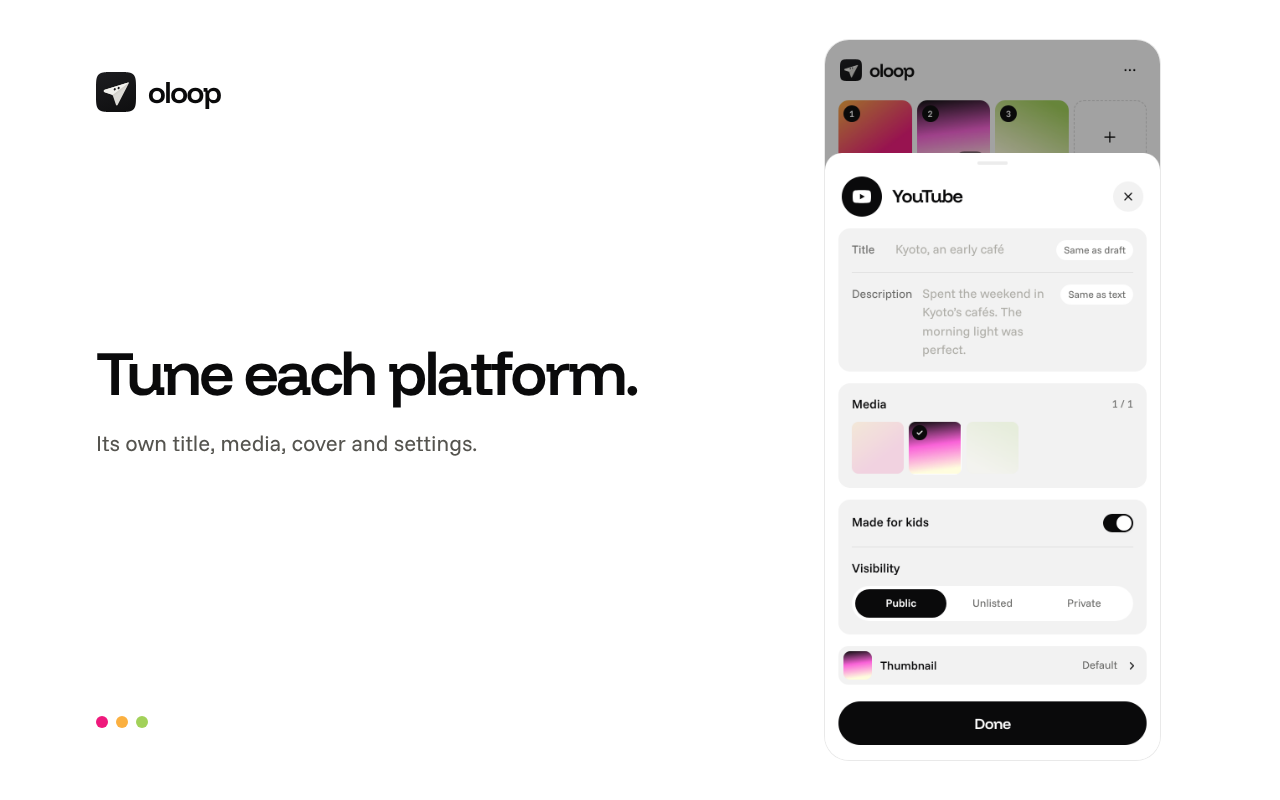 oloop
Tune each platform.
Its own title, media, cover and settings.
oloop
1
2
3
YouTube
Title
Kyoto, an early café
Same as draft
Description
Spent the weekend in
Kyoto's cafés. The
morning light was
perfect.
Same as text
Media
1 / 1
Made for kids
Visibility
Public
Unlisted
Private
Thumbnail
Default
Done